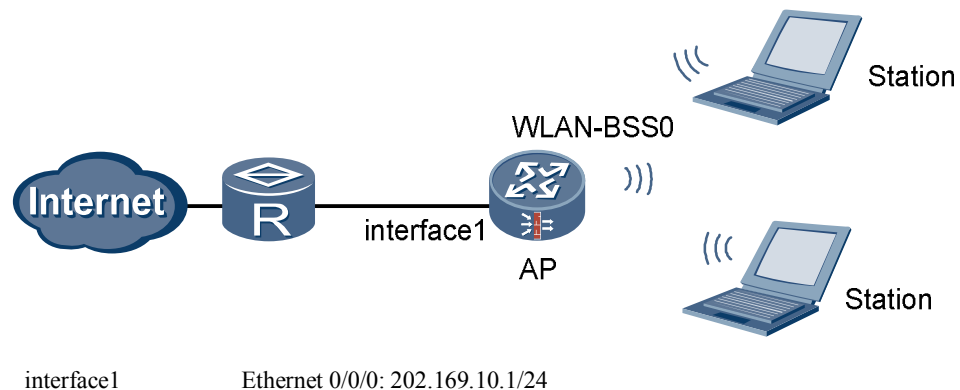 Station
WLAN-BSS0
Internet
R
interface1
AP
Station
interface1 Ethernet 0/0/0: 202.169.10.1/24